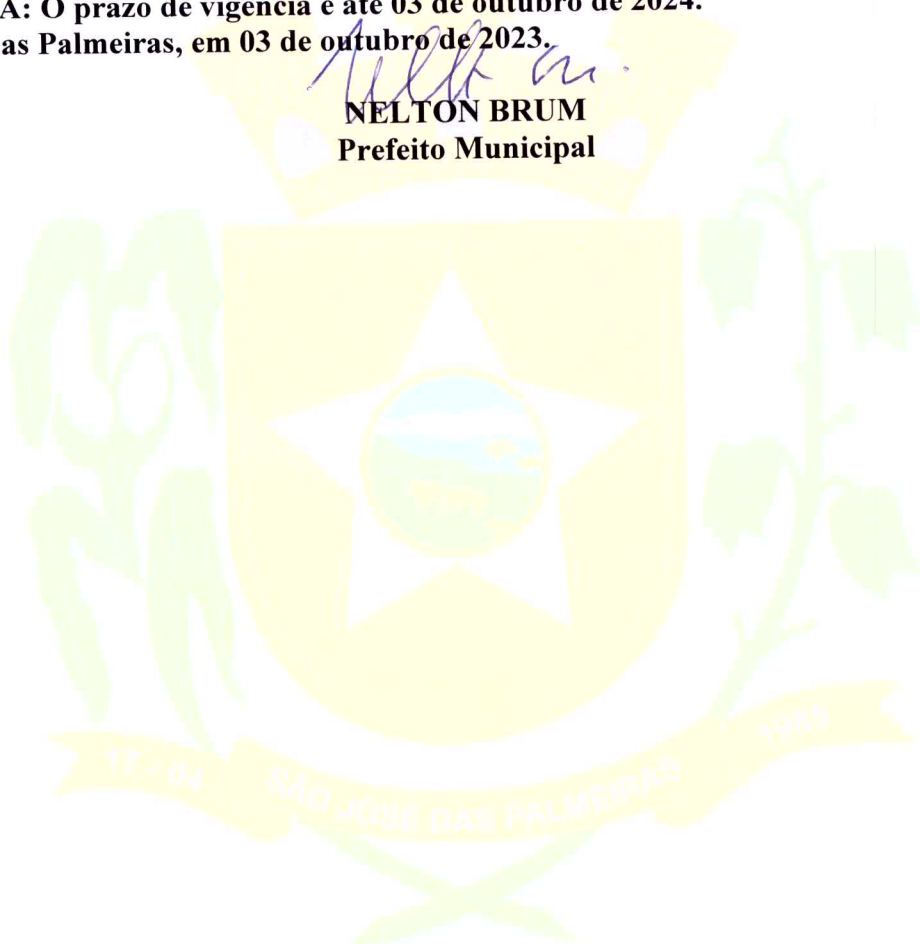 A: O prazo de vigência é até 03 de outubro de 2024.
as Palmeiras, em 03 de outubro de 2023.
NELTON BRUM
Prefeito Municipal
17 - 04 SÃO JOSÉ DAS PALMEIRAS 1985